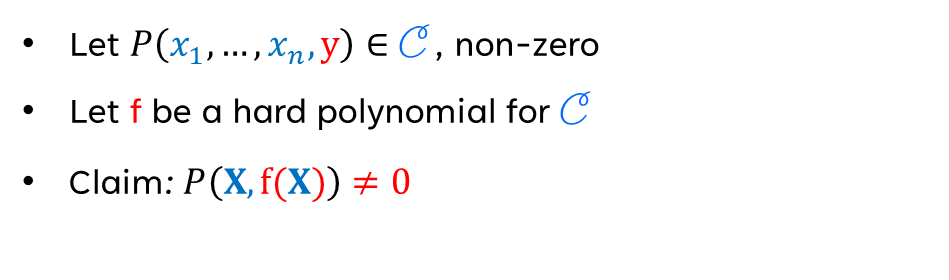 • Let P(x₁, …, xₙ, y) ∈ 𝒞, non-zero
• Let f be a hard polynomial for 𝒞
• Claim: P(X, f(X)) ≠ 0